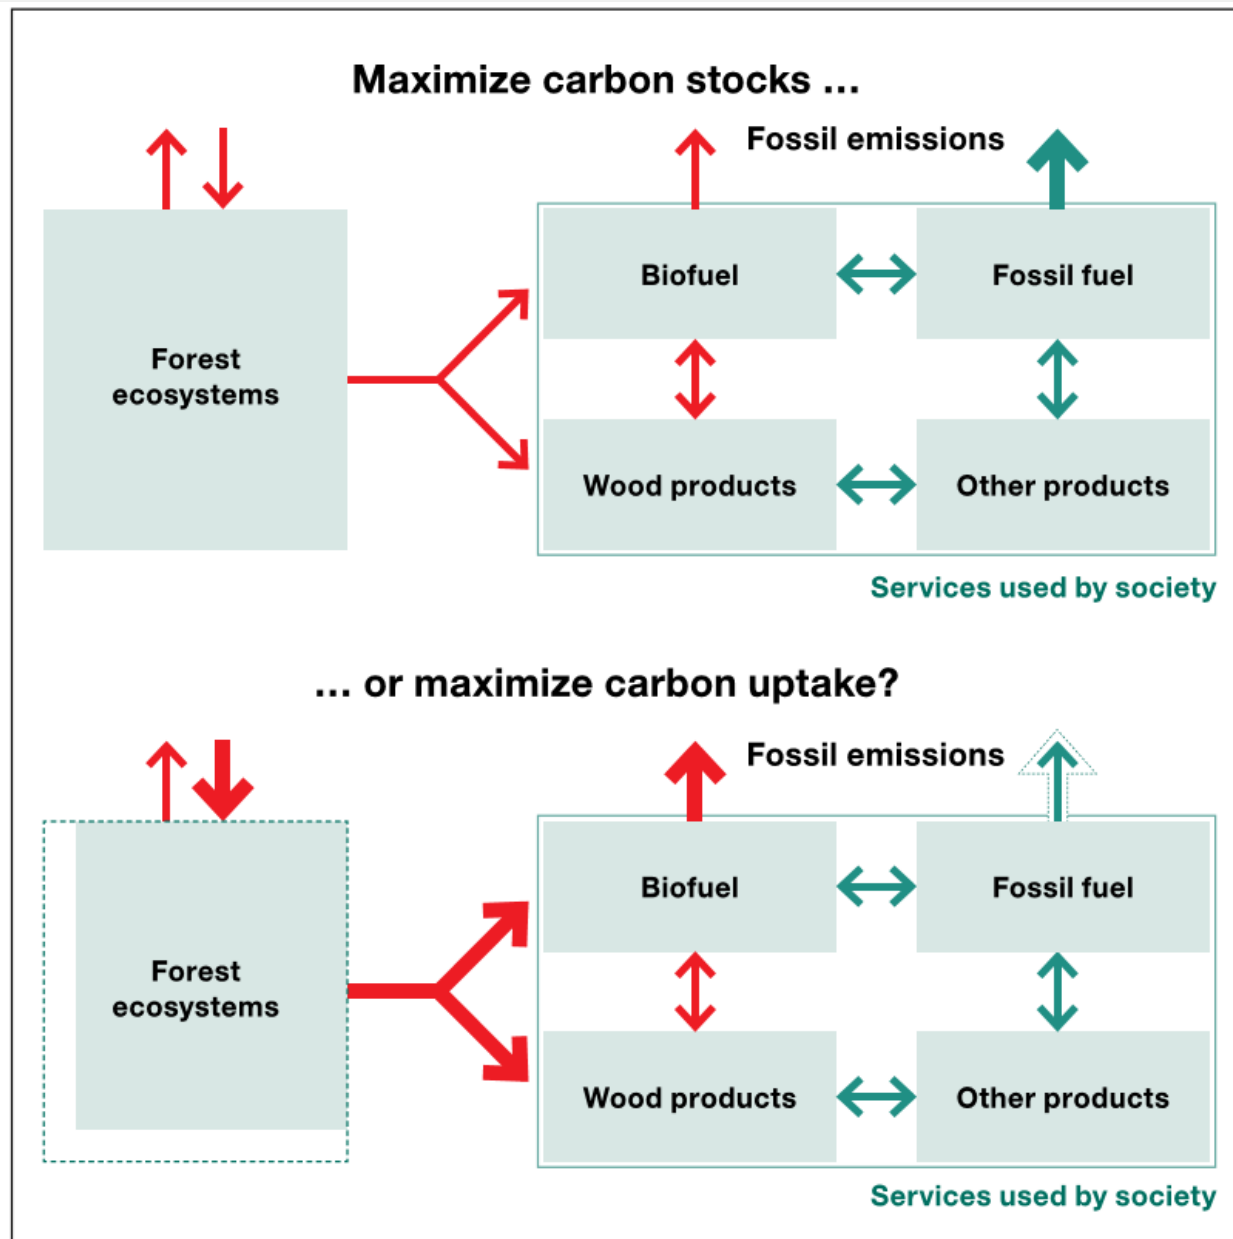 Maximize carbon stocks ...
Fossil emissions
Biofuel
Fossil fuel
Forest
ecosystems
Wood products
Other products
Services used by society
... or maximize carbon uptake?
Fossil emissions
Biofuel
Fossil fuel
Forest
ecosystems
Wood products
Other products
Services used by society